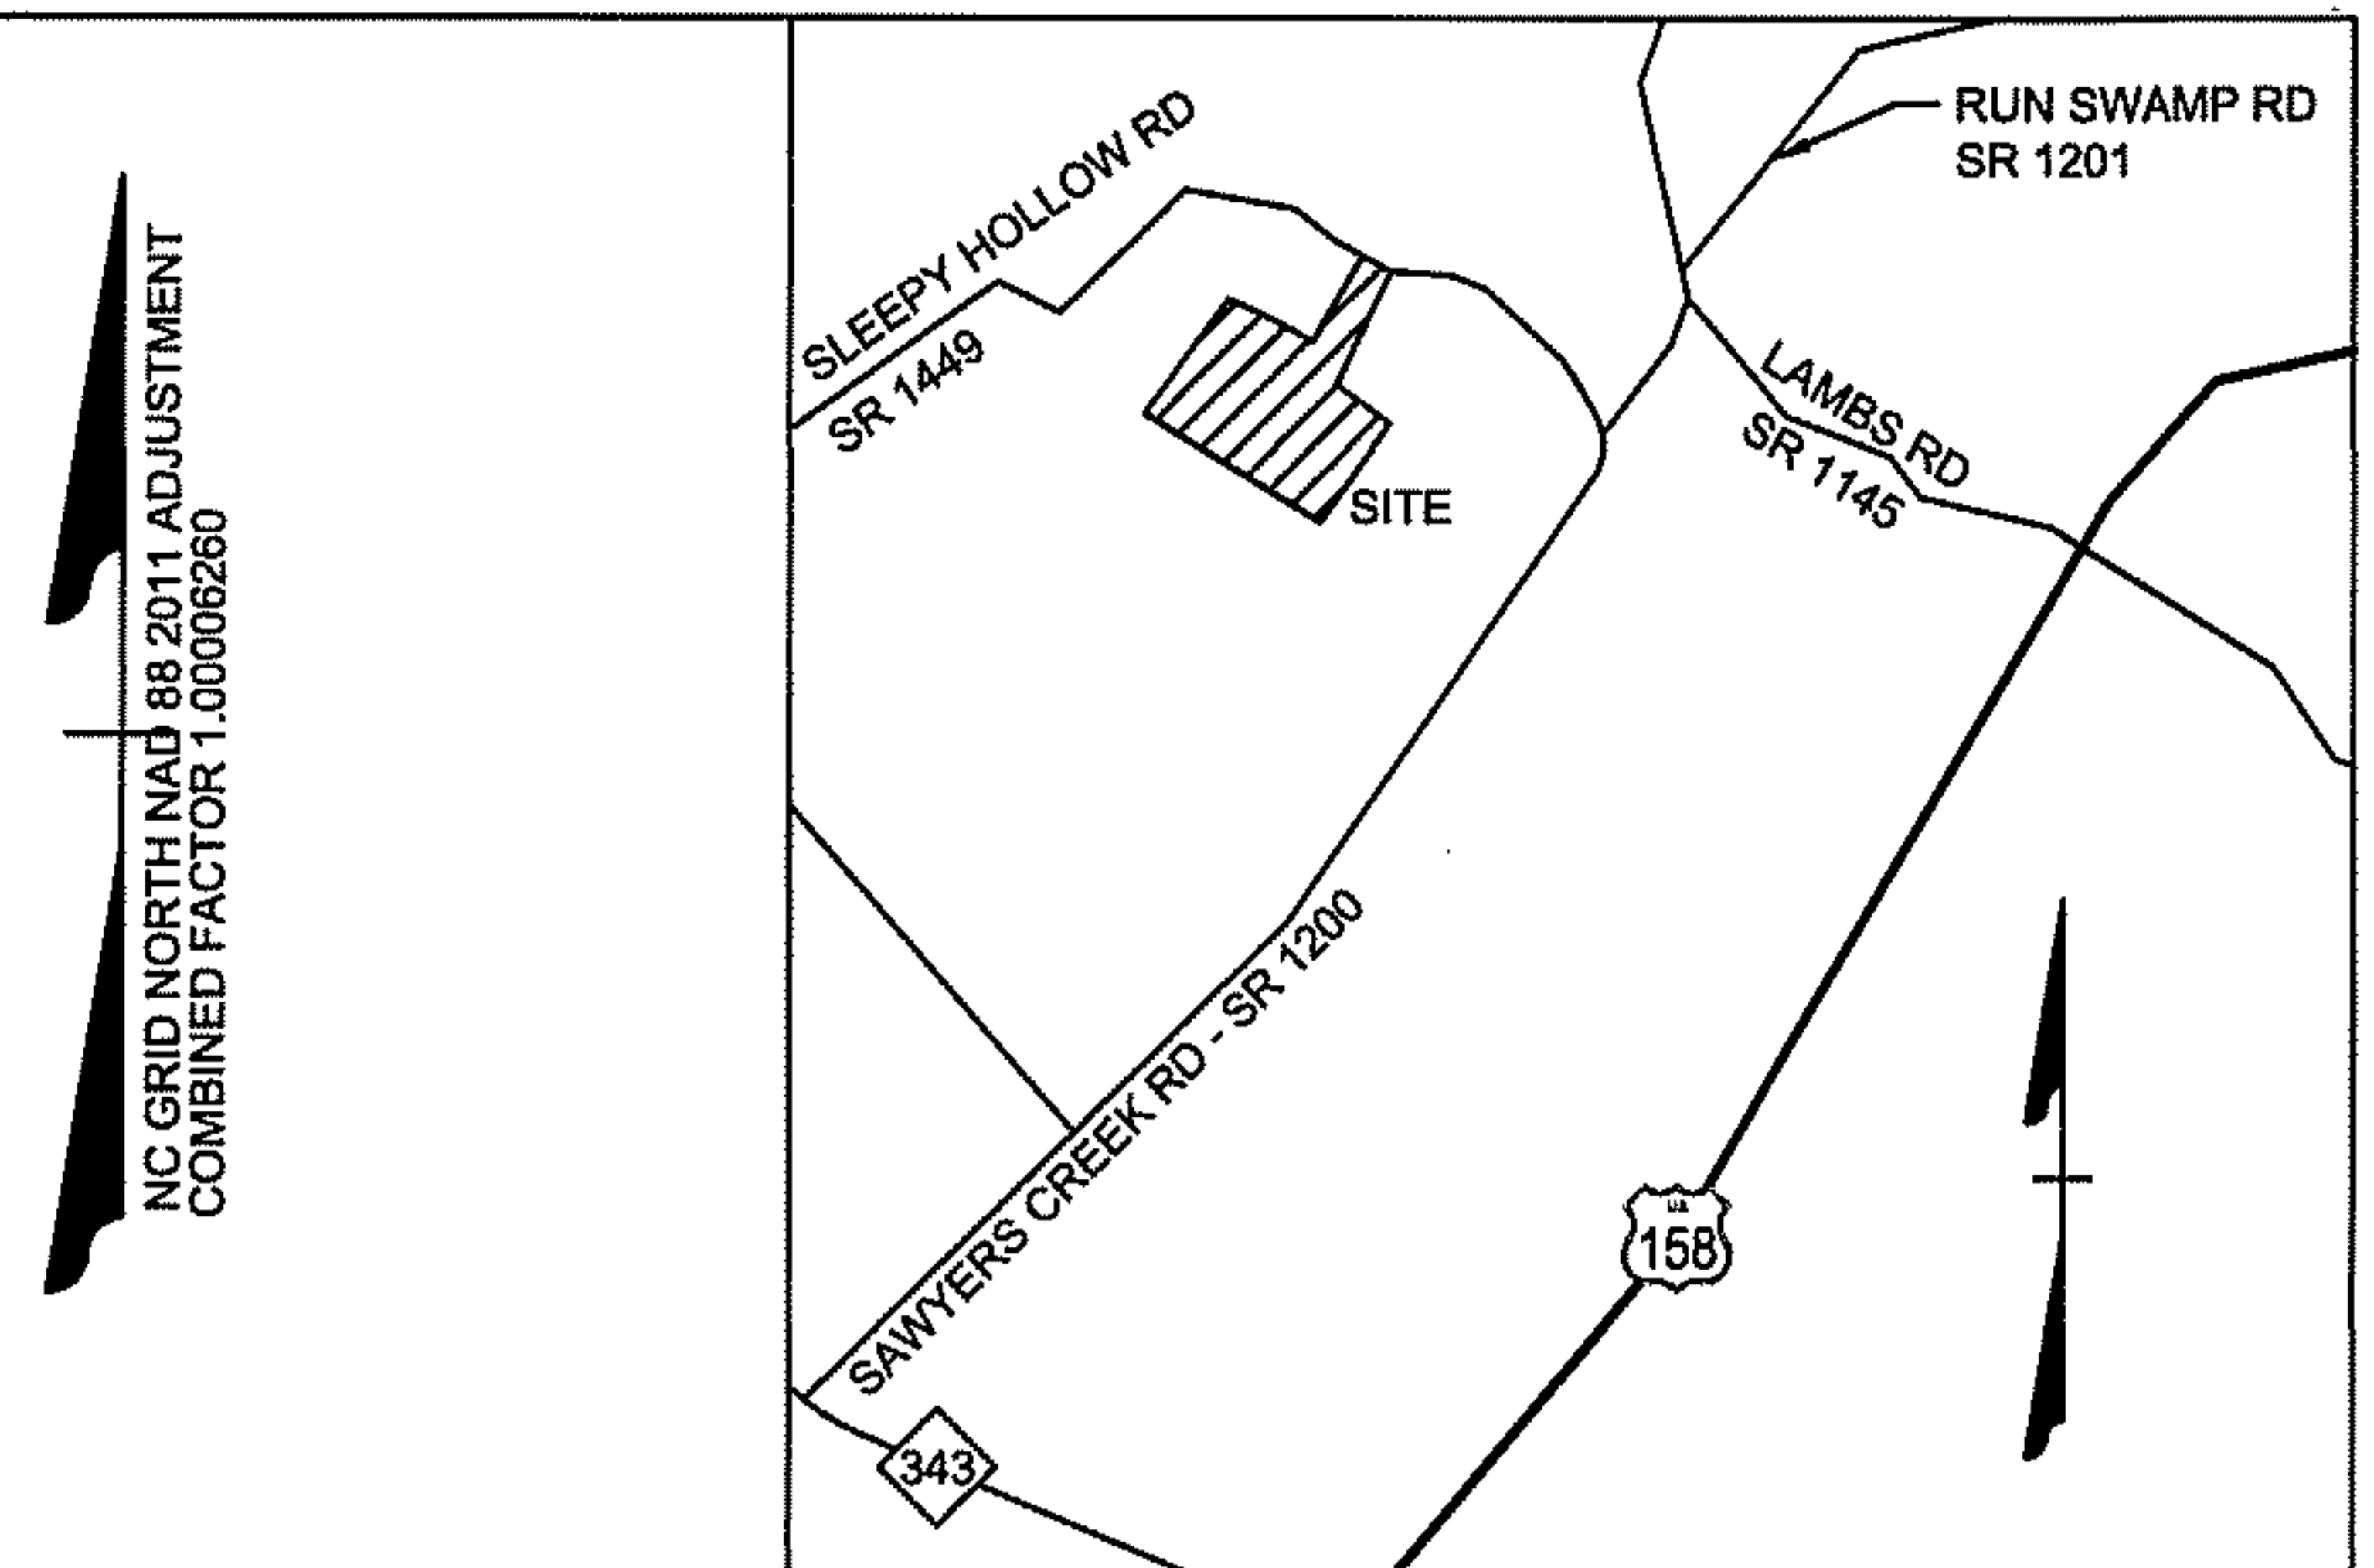 NC GRID NORTH NAD 88 2011 ADJUSTMENT
COMBINED FACTOR 1.00006260
SLEEPY HOLLOW RD
SR 1449
RUN SWAMP RD
SR 1201
LAMBS RD
SR 1145
SITE
SAWYERS CREEK RD - SR 1200
158
343